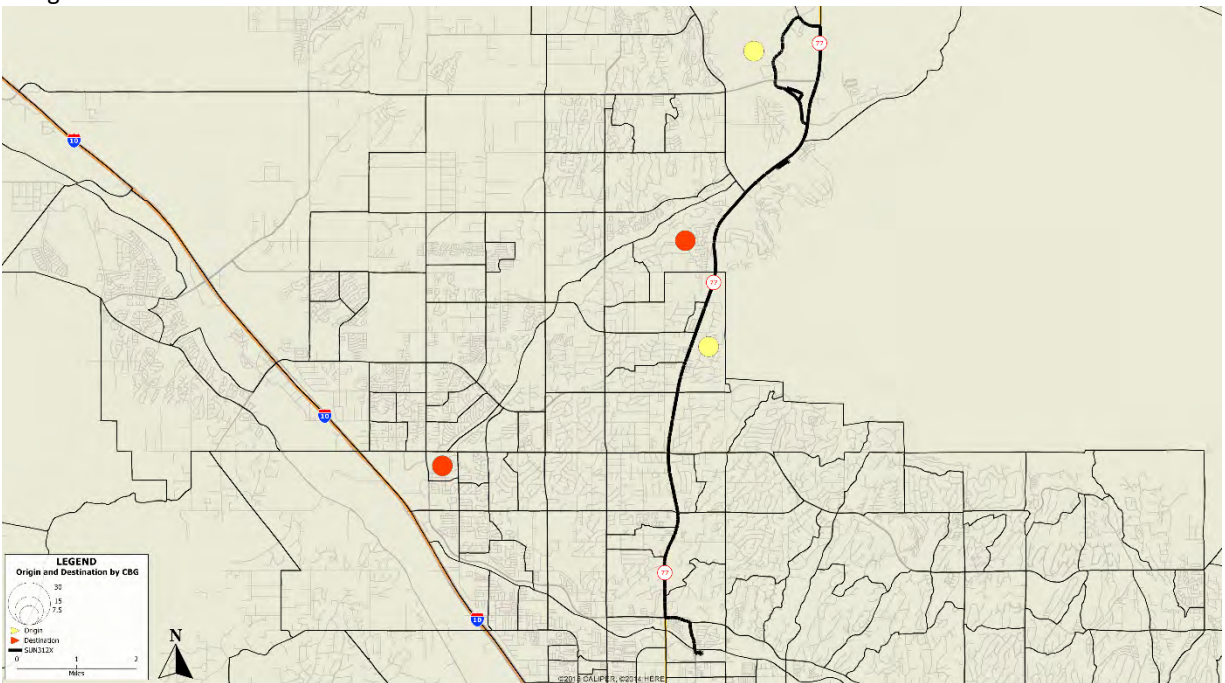 77
10
77
10
LEGEND
Origin and Destination by CBG
30
15
7.5
Origin
Destination
SUN312X
0 1 2
Miles
N
77
10
©2015 CALIPER, ©2014 HERE